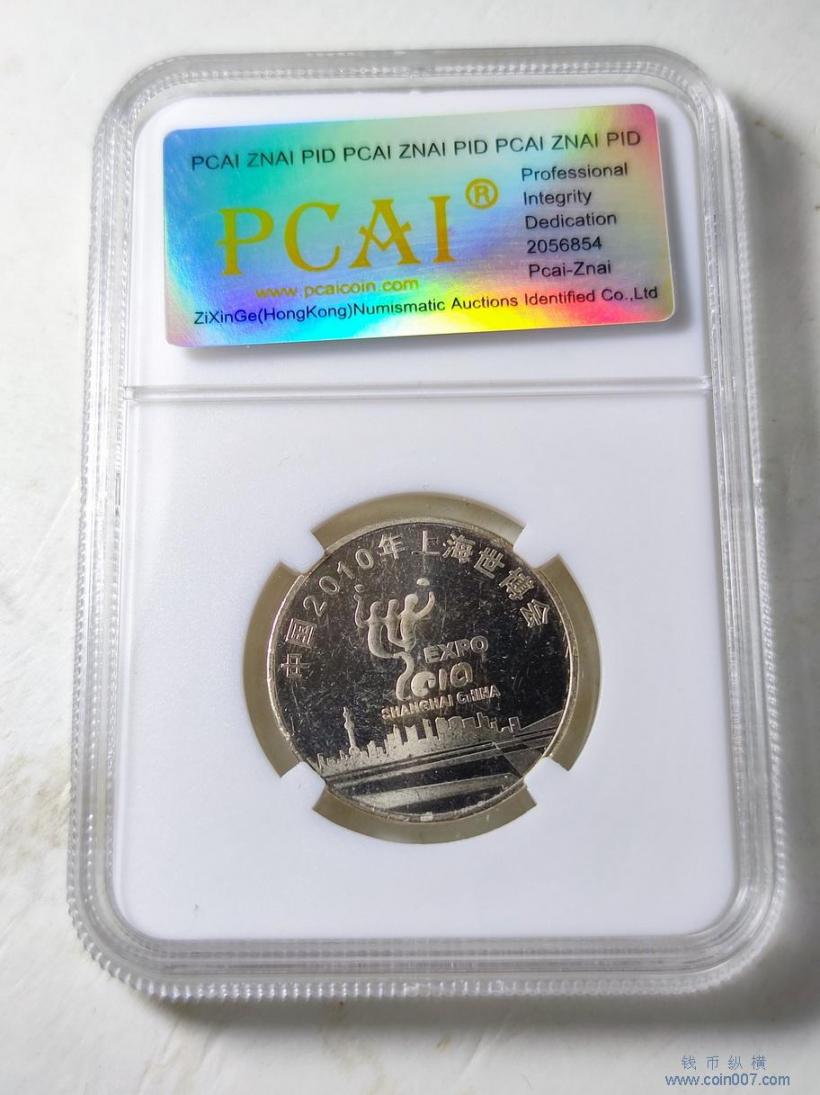 PCAI ZNAI PID PCAI ZNAI PID PCAI ZNAI PID
PCAI®
www.pcaicoin.com
Professional
Integrity
Dedication
2056854
Pcai-Znai
ZiXinGe(HongKong)Numismatic Auctions Identified Co.,Ltd
中国2010年上海世博会
EXPO
2010
SHANGHAI CHINA
钱币纵横
www.coin007.com